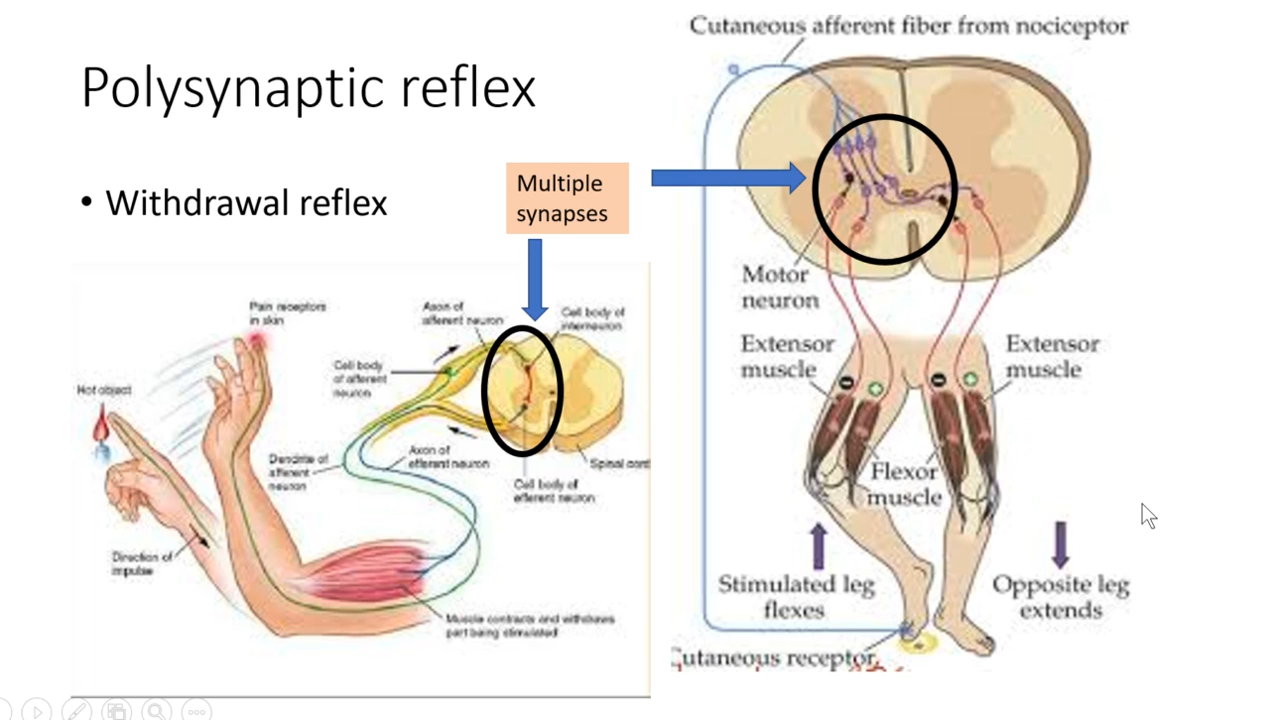 Polysynaptic reflex
• Withdrawal reflex
Multiple
synapses
Pain receptors
in skin
Axon of
afferent neuron
Cell body of
interneuron
Cell body
of afferent
neuron
Hot object
Dendrite of
afferent
neuron
Axon of
efferent neuron
Spinal cord
Cell body of
efferent neuron
Direction of
impulse
Muscle contracts and withdraws
part being stimulated
Cutaneous afferent fiber from nociceptor
Motor
neuron
Extensor
muscle
Extensor
muscle
Flexor
muscle
Stimulated leg
flexes
Opposite leg
extends
Cutaneous receptor